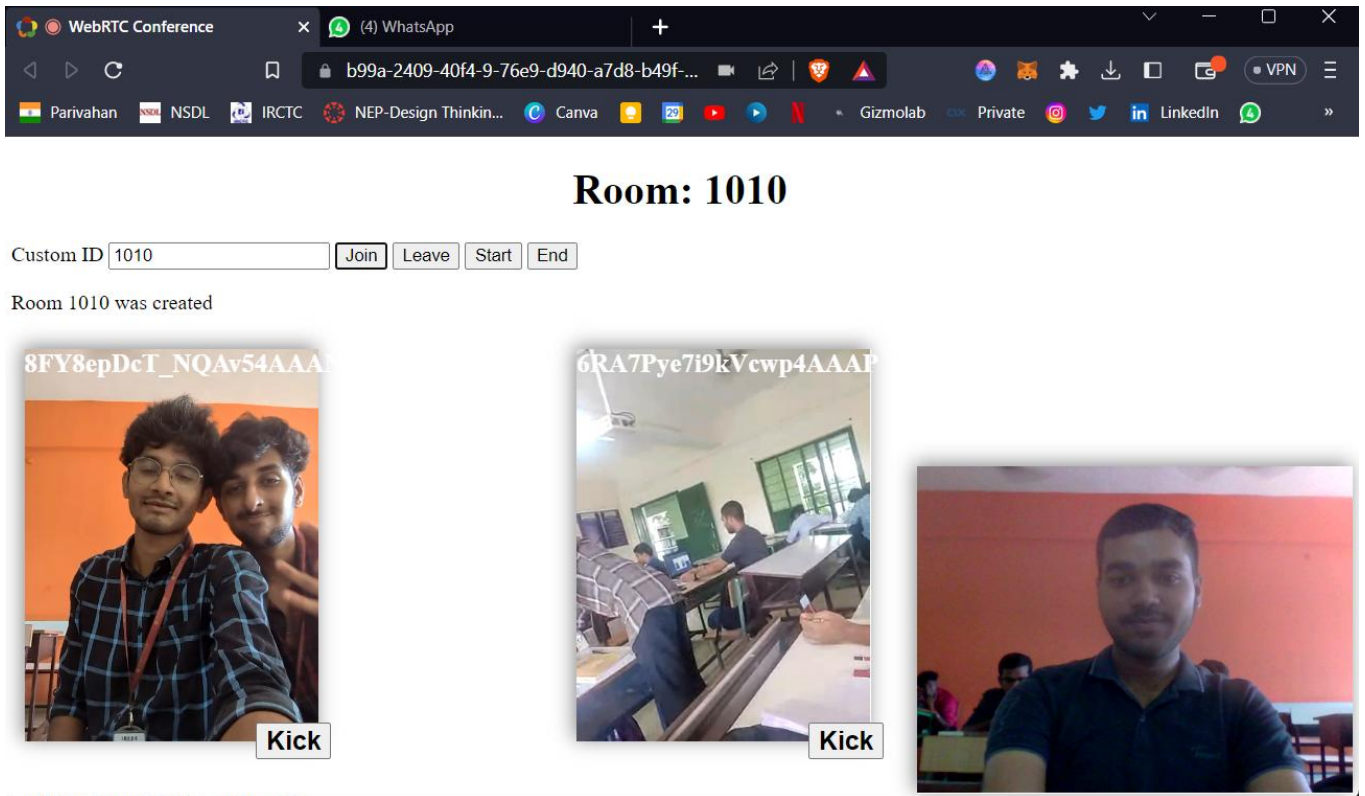 WebRTC Conference
(4) WhatsApp
b99a-2409-40f4-9-76e9-d940-a7d8-b49f-...
VPN
Parivahan NSDL NSDL IRCTC NEP-Design Thinkin... Canva 29 Gizmolab Private LinkedIn
Room: 1010
Custom ID 1010 Join Leave Start End
Room 1010 was created
6RA7Pye7i9kVcwp4AAAP
Kick
Kick